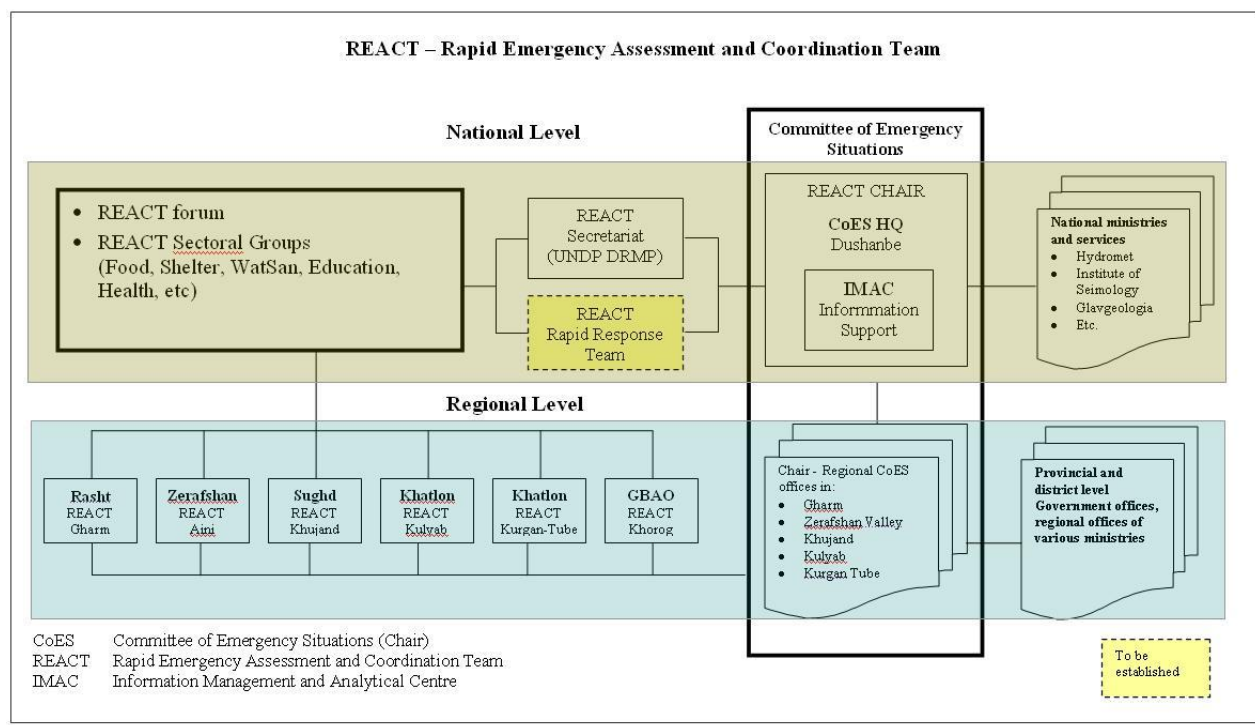 REACT – Rapid Emergency Assessment and Coordination Team
National Level
Committee of Emergency
Situations
• REACT forum
• REACT Sectoral Groups
(Food, Shelter, WatSan, Education,
Health, etc)
REACT
Secretariat
(UNDP DRMP)
REACT
Rapid Response
Team
REACT CHAIR
CoES HQ
Dushanbe
IMAC
Informmation
Support
National ministries
and services
• Hydromet
• Institute of
Seimology
• Glavgeologia
• Etc.
Regional Level
Rasht
REACT
Gharm
Zerafshan
REACT
Aini
Sughd
REACT
Khujand
Khatlon
REACT
Kulyab
Khatlon
REACT
Kurgan-Tube
GBAO
REACT
Khorog
Chair - Regional CoES
offices in:
• Gharm
• Zerafshan Valley
• Khujand
• Kulyab
• Kurgan Tube
Provincial and
district level
Government offices,
regional offices of
various ministries
CoES Committee of Emergency Situations (Chair)
REACT Rapid Emergency Assessment and Coordination Team
IMAC Information Management and Analytical Centre
To be
established